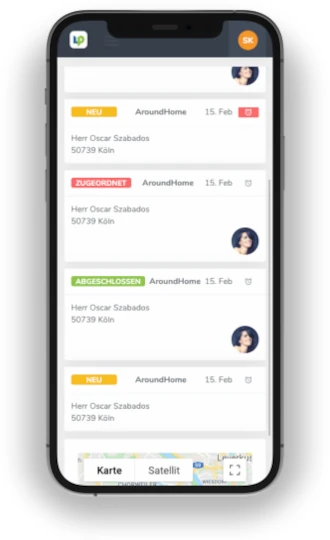 up
SK
NEU AroundHome 15. Feb
Herr Oscar Szabados
50739 Köln
ZUGEORDNET AroundHome 15. Feb
Herr Oscar Szabados
50739 Köln
ABGESCHLOSSEN AroundHome 15. Feb
Herr Oscar Szabados
50739 Köln
NEU AroundHome 15. Feb
Herr Oscar Szabados
50739 Köln
Karte Satellit